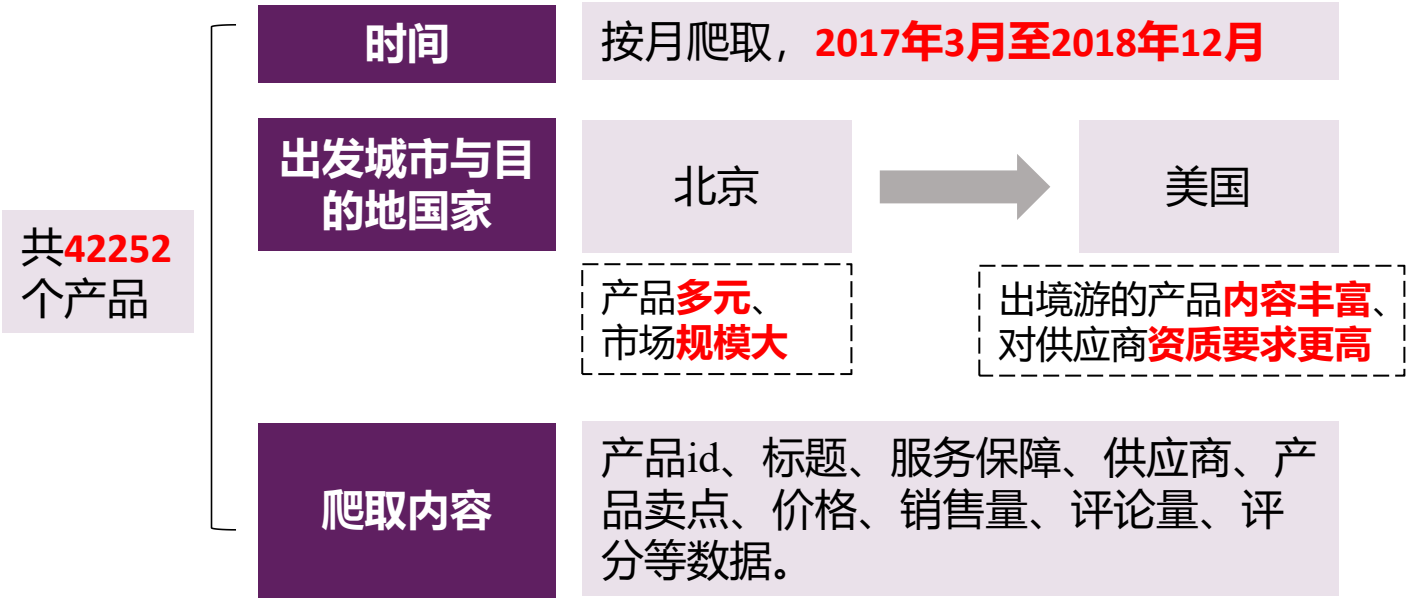 共42252
个产品
时间
按月爬取，2017年3月至2018年12月
出发城市与目
的地国家
北京
美国
产品多元、
市场规模大
出境游的产品内容丰富、
对供应商资质要求更高
爬取内容
产品id、标题、服务保障、供应商、产
品卖点、价格、销售量、评论量、评
分等数据。